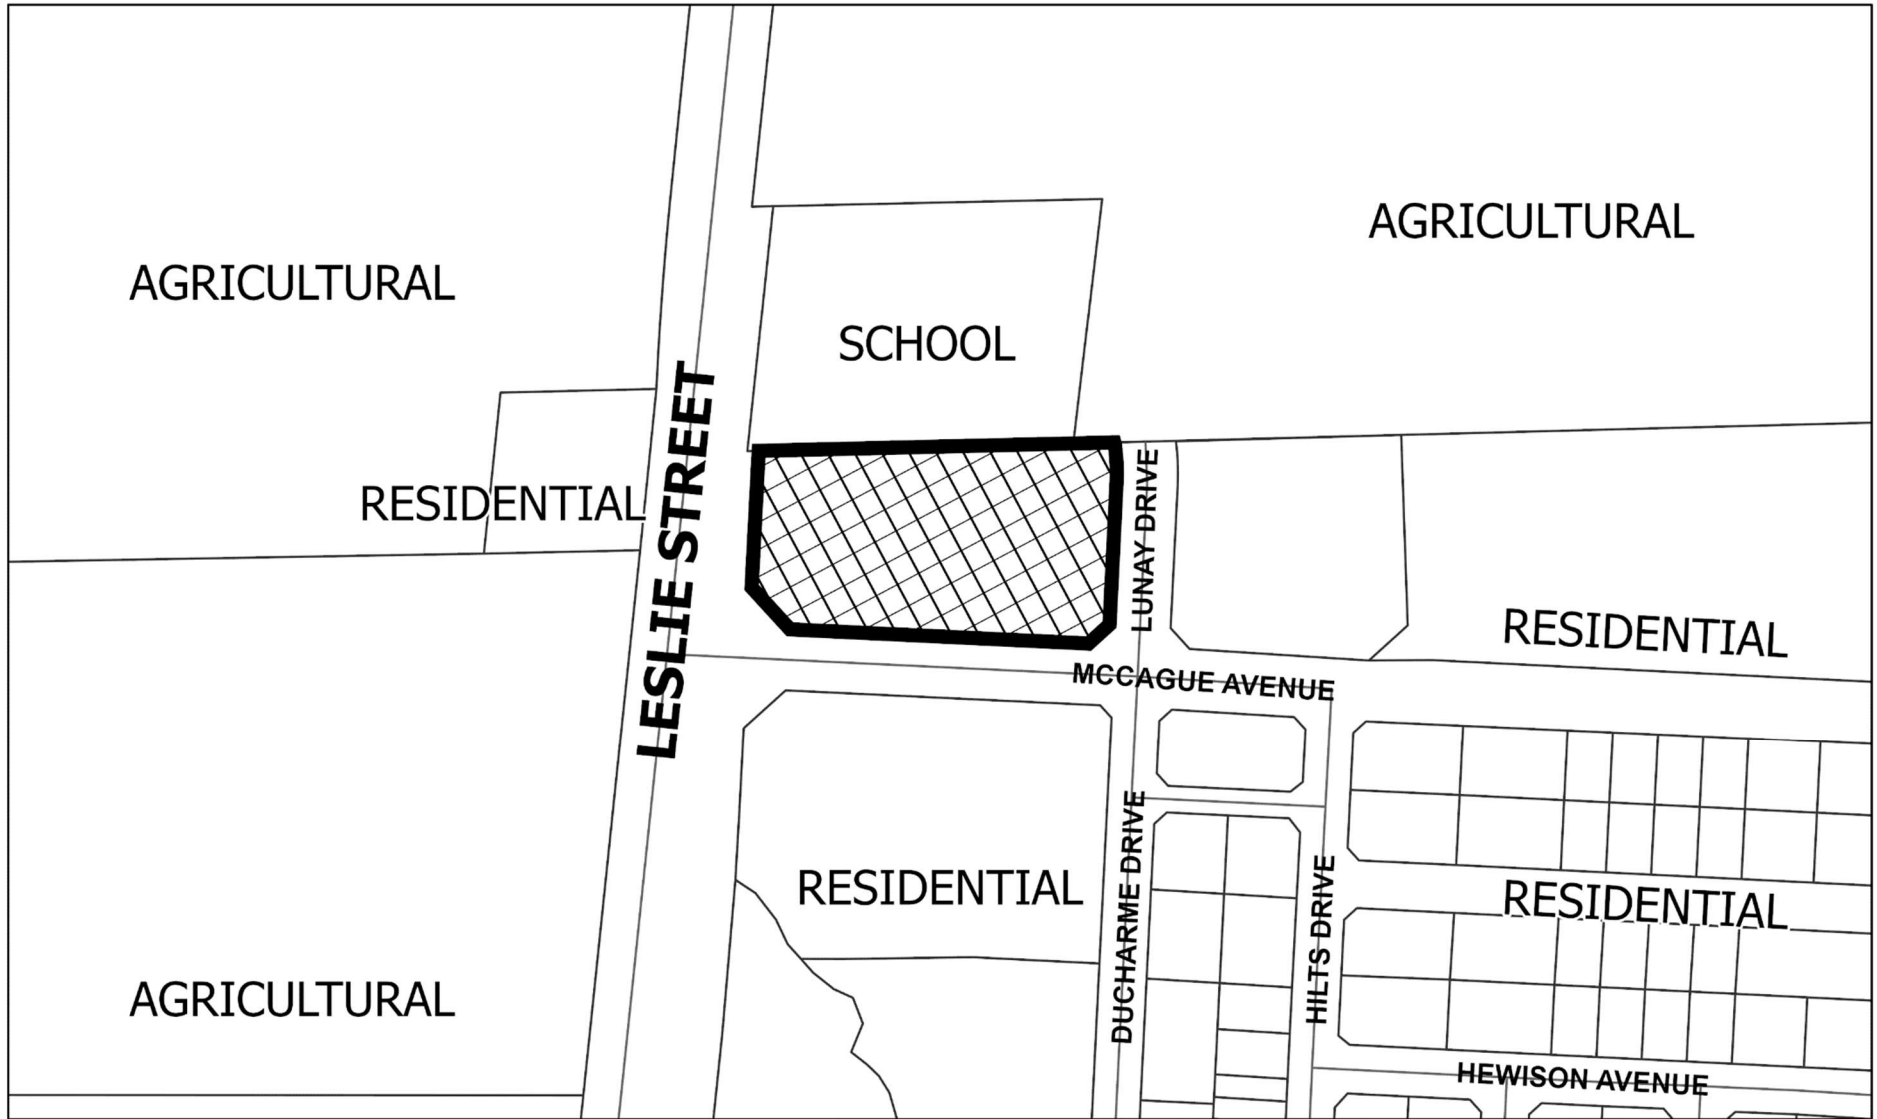 AGRICULTURAL
AGRICULTURAL
SCHOOL
RESIDENTIAL
LESLIE STREET
LUNAY DRIVE
RESIDENTIAL
MCCAGUE AVENUE
RESIDENTIAL
DUCHARME DRIVE
HILTS DRIVE
RESIDENTIAL
AGRICULTURAL
HEWISON AVENUE